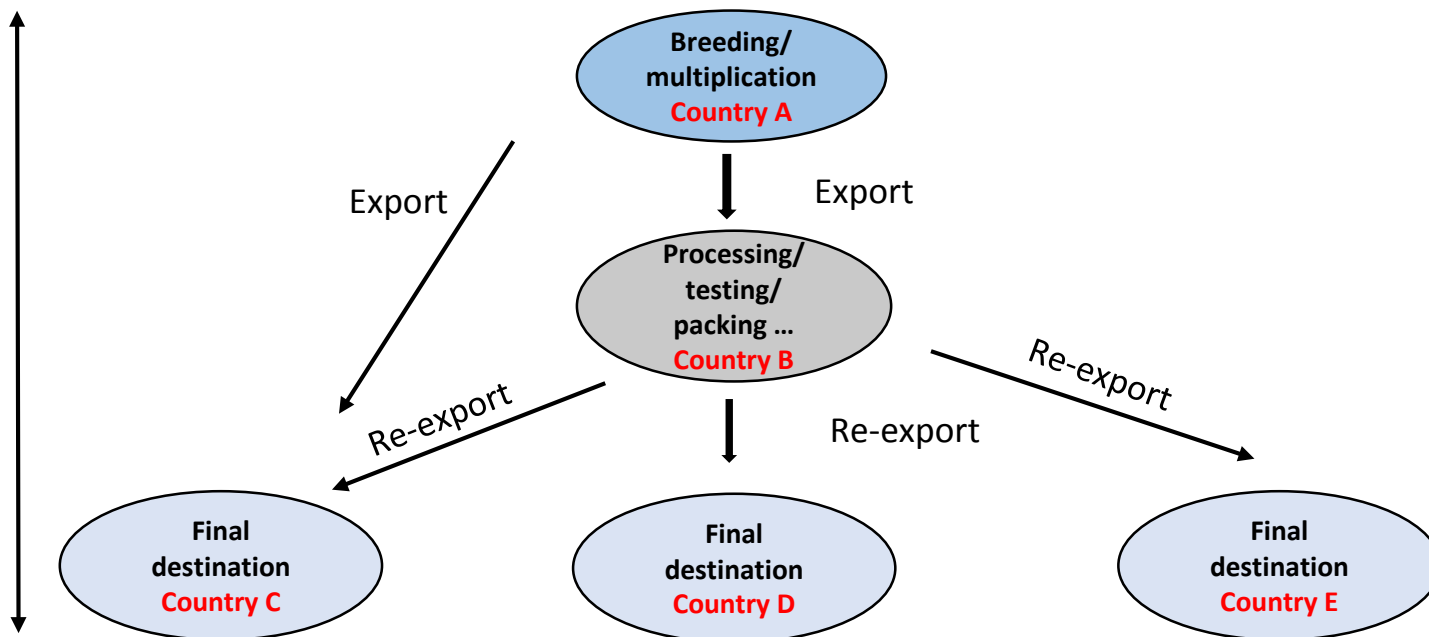 Breeding/
multiplication
Country A
Export
Export
Processing/
testing/
packing ...
Country B
Re-export
Re-export
Re-export
Final
destination
Country C
Final
destination
Country D
Final
destination
Country E